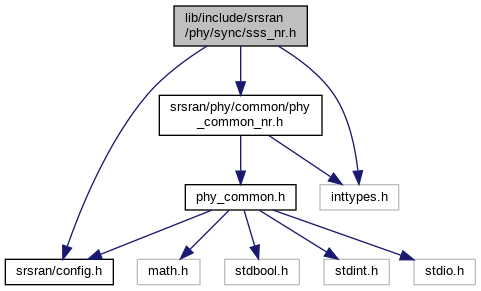 lib/include/srsran
/phy/sync/sss_nr.h
srsran/phy/common/phy
_common_nr.h
phy_common.h
inttypes.h
srsran/config.h
math.h
stdbool.h
stdint.h
stdio.h